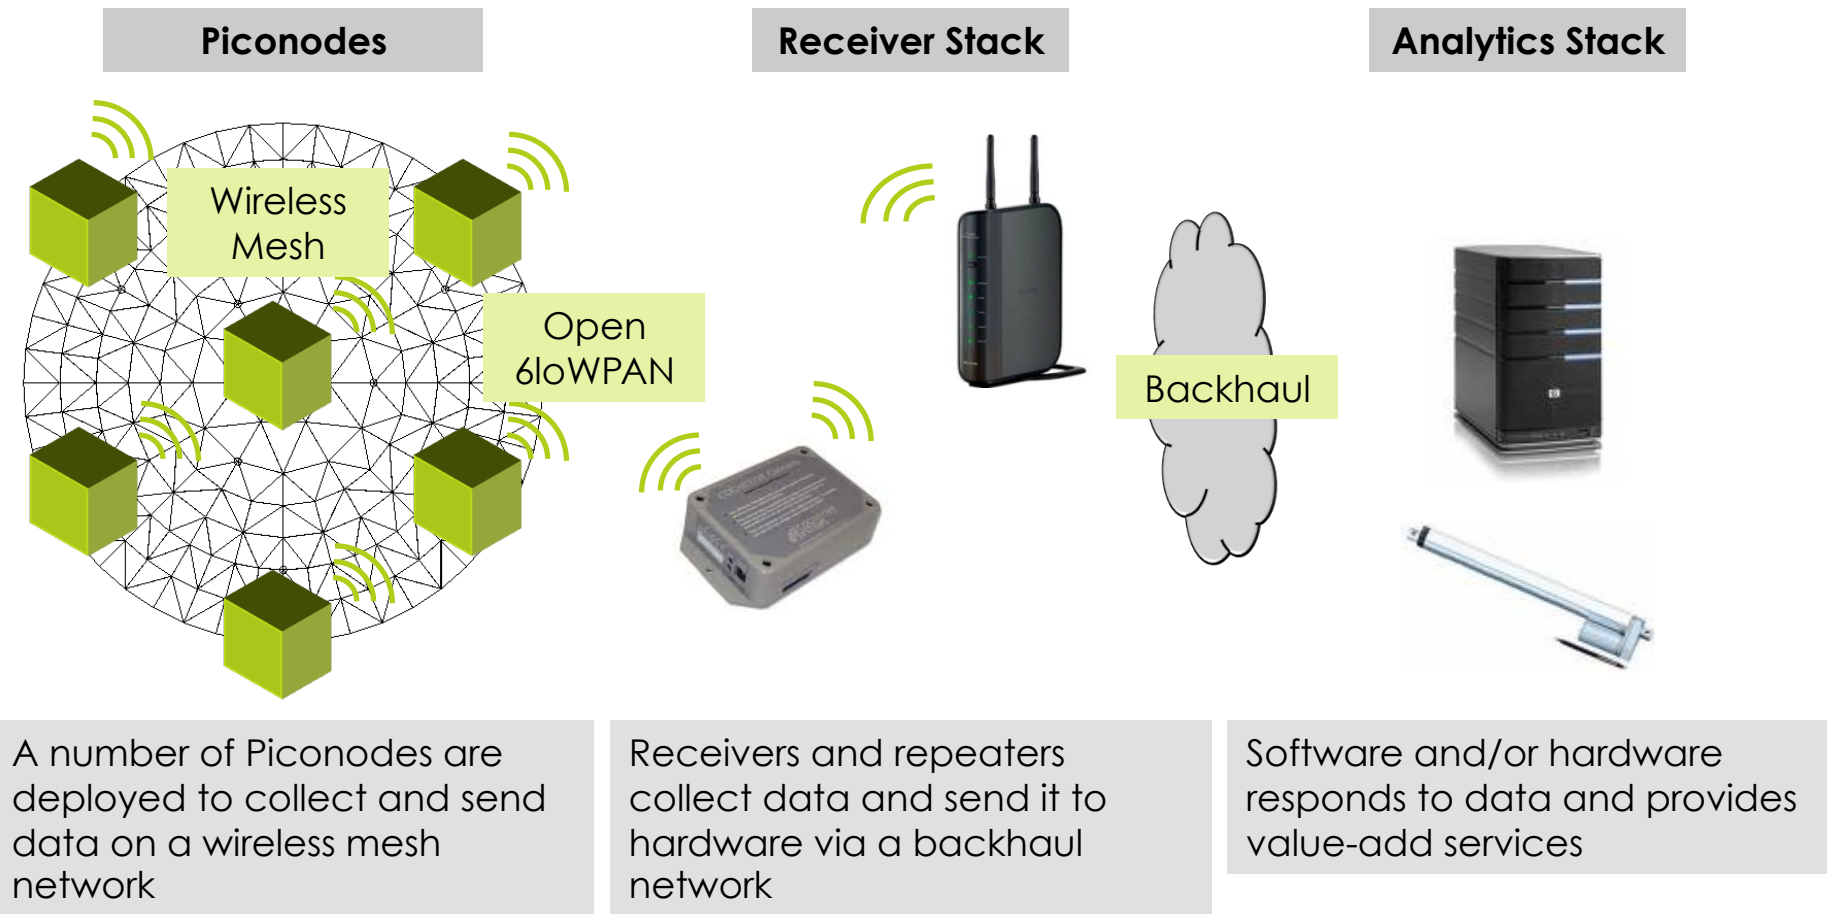 Piconodes
Receiver Stack
Analytics Stack
Wireless
Mesh
Open
6loWPAN
Backhaul
A number of Piconodes are
deployed to collect and send
data on a wireless mesh
network
Receivers and repeaters
collect data and send it to
hardware via a backhaul
network
Software and/or hardware
responds to data and provides
value-add services